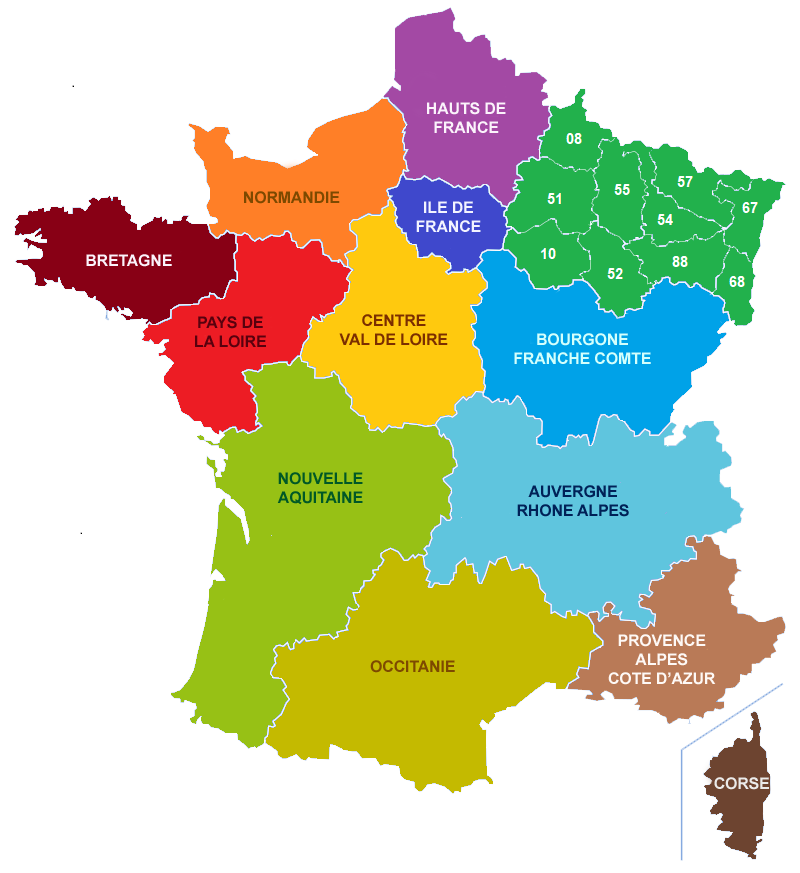 HAUTS DE
FRANCE
08
57
55
51
67
NORMANDIE
ILE DE
FRANCE
54
10
BRETAGNE
88
52
68
PAYS DE
LA LOIRE
CENTRE
VAL DE LOIRE
BOURGONE
FRANCHE COMTE
NOUVELLE
AQUITAINE
AUVERGNE
RHONE ALPES
OCCITANIE
PROVENCE
ALPES
COTE D'AZUR
CORSE